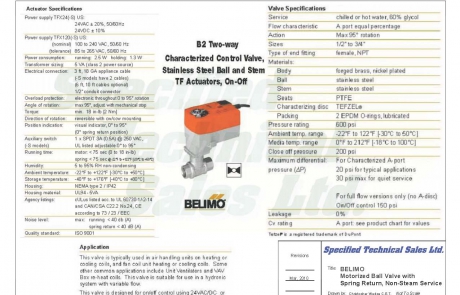 Actuator Specifications
Power supply TFX24(-S) US:
24VAC ± 20%, 50/60Hz
24VDC ± 10%
Power supply TFX120(-S) US:
(nominal) 100 to 240 VAC, 50/60 Hz
(tolerance) 85 to 265 VAC, 50/60 Hz
Power consumption: running: 2.5 W holding: 1.3 W
Transformer sizing: 5 VA (class 2 power source)
Electrical connection: 3 ft, 18 GA appliance cable
(-S models have 2 cables)
(6 ft, 16 ft cables optional)
1/2" conduit connector
Overload protection: electronic throughout 0 to 95° rotation
Angle of rotation: max 95°, adjust with mechanical ring
Torque: min. 18 in-lb (2 Nm)
Direction of rotation: reversible with cw/ccw mounting
Position indication: visual indicator, 0° to 95°
(0° spring return position)
Auxiliary switch 1 x SPDT 3A (0.5A) @ 250 VAC,
(-S models) UL listed adjustable 0° to 95°
Running time: motor: < 75 sec (0 to 18 in-lb)
Humidity: 5 to 95% RH non-condensing
Ambient temperature: -22°F to +122°F (-30°C to +50°C)
Storage temperature: -40°F to +176°F (-40°C to +80°C)
Housing: NEMA type 2 / IP42
Housing material: UL94-5VA
Agency listings: cULus listed acc. to UL 60730-1/2-14
and CAN/CSA C22.2 No.24, CE
according to 73 / 23 / EEC
Noise level: max: running < 40 db (A)
spring return < 40 dB (A)
Quality standard: ISO 9001
B2 Two-way
Characterized Control Valve,
Stainless Steel Ball and Stem
TF Actuators, On-Off
BELIMO
Application
This valve is typically used in air handling units on heating or
cooling coils, and fan coil unit heating or cooling coils. Some
other common applications include Unit Ventilators and VAV
Box re-heat coils. This valve is suitable for use in a hydronic
system with variable flow.
This valve is designed for on/off control using 24VAC/DC or
Valve Specifications
Service chilled or hot water, 60% glycol
Flow characteristic A port equal percentage
Action Max 95° rotation
Sizes 1/2" to 3/4"
Type of end fitting female, NPT
Materials:
Body forged brass, nickel plated
Ball stainless steel
Stem stainless steel
Seats PTFE
Characterizing disc TEFZEL®
Packing 2 EPDM O-rings, lubricated
Pressure rating 600 psi
Ambient temp. range -22°F to 122°F [-30°C to 50°C]
Media temp. range 0°F to 212°F [-18°C to 100°C]
Close off pressure 200 psi
Maximum differential For Characterized A-port
pressure (ΔP) 20 psi for typical applications
30 psi max for quiet service
For full flow versions only (no A-disc)
On/Off control 150 psi
Leakage 0%
Cv rating A port: see product chart for values
Tefzel® is a registered trademark of DuPont
Specified Technical Sales Ltd.
Revisions
Title: BELIMO
Motorized Ball Valve with
Spring Return, Non-Steam Service